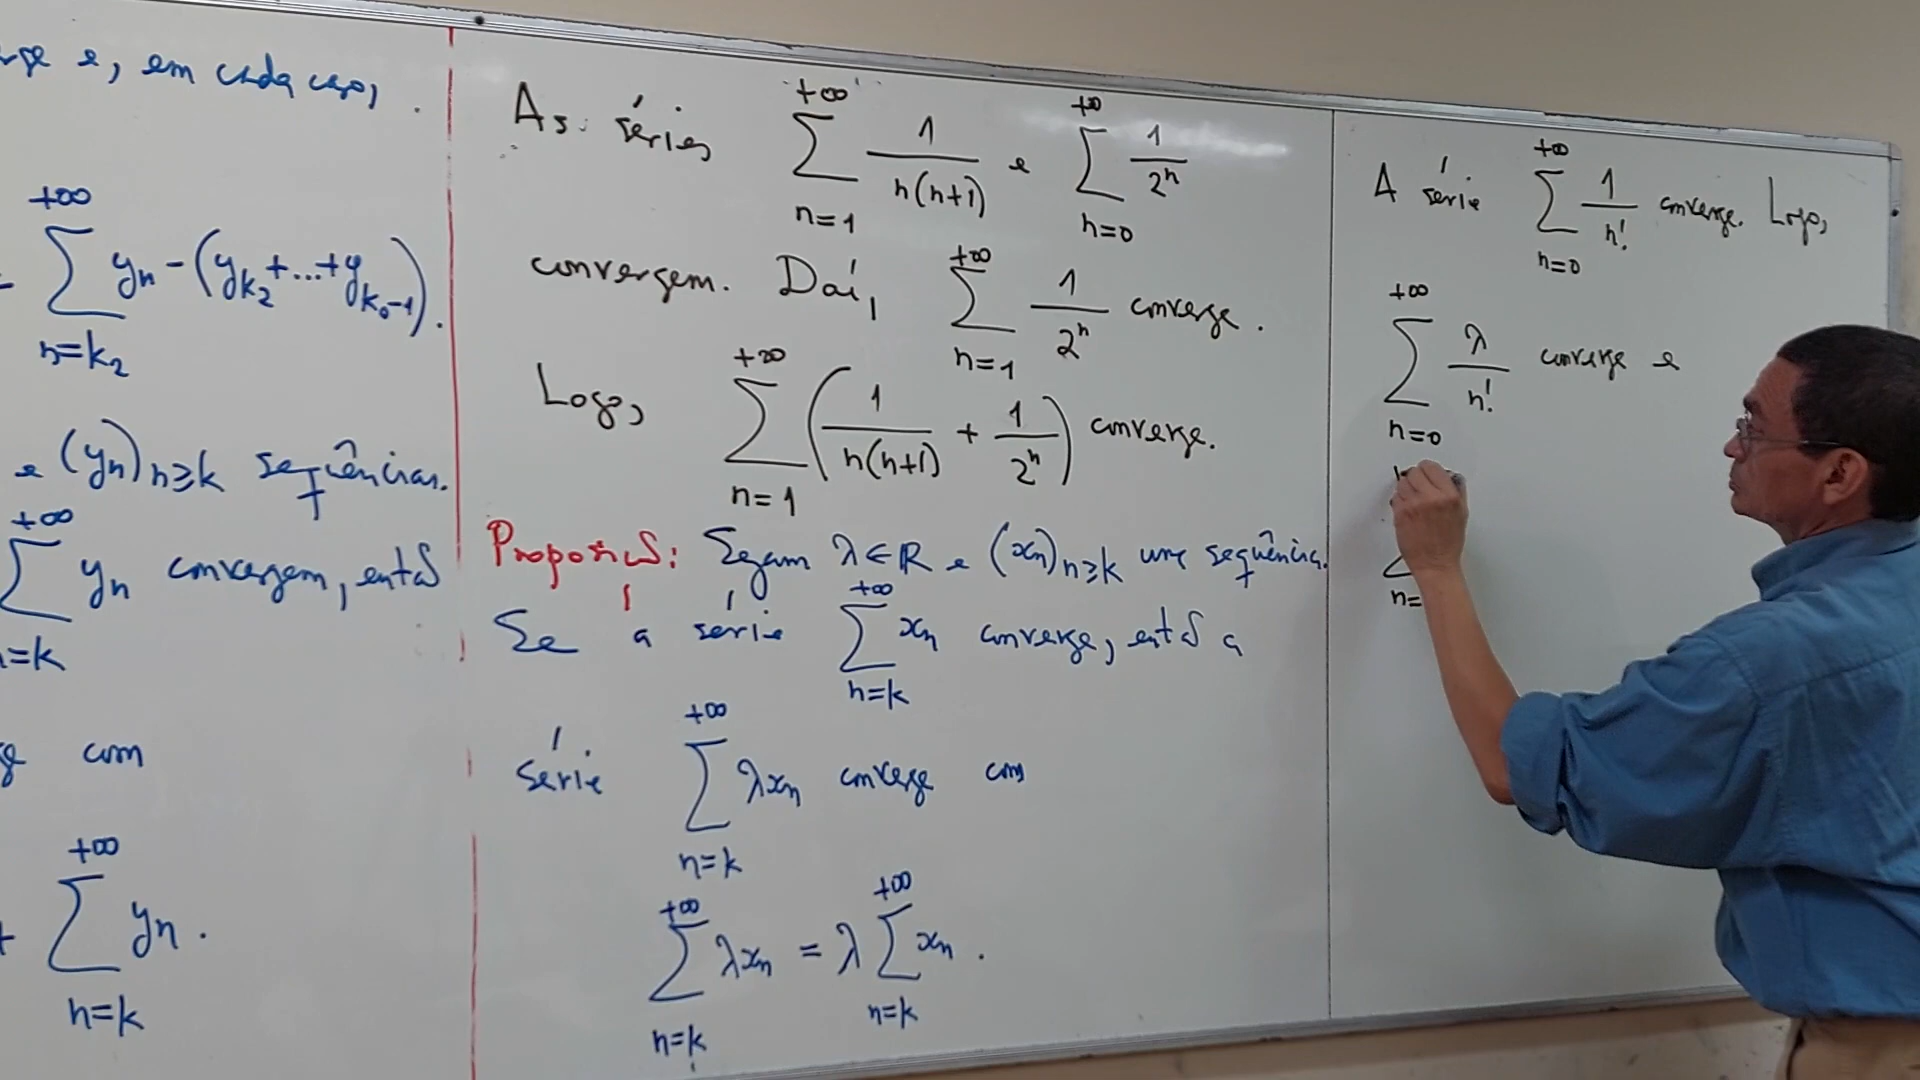 e, em cada caso,
+∞
∑ yn - (yk₂+...+yk₀-1).
n=k₂
e (yn)n≥k sequências.
+∞
∑ yn convergem, então
n=k
com
+∞
+ ∑ yn.
n=k
As séries ∑_{n=1}^{+∞} 1/(n(n+1)) e ∑_{n=0}^{+∞} 1/2ⁿ
convergem. Daí, ∑_{n=1}^{+∞} 1/2ⁿ converge.
Logo, ∑_{n=1}^{+∞} (1/(n(n+1)) + 1/2ⁿ) converge.
Proposição: Sejam λ∈ℝ e (xn)n≥k uma sequência.
Se a série ∑_{n=k}^{+∞} xn converge, então a
série ∑_{n=k}^{+∞} λxn converge com
∑_{n=k}^{+∞} λxn = λ ∑_{n=k}^{+∞} xn.
A série ∑_{n=0}^{+∞} 1/n! converge. Logo,
∑_{n=0}^{+∞} λ/n! converge e
n=